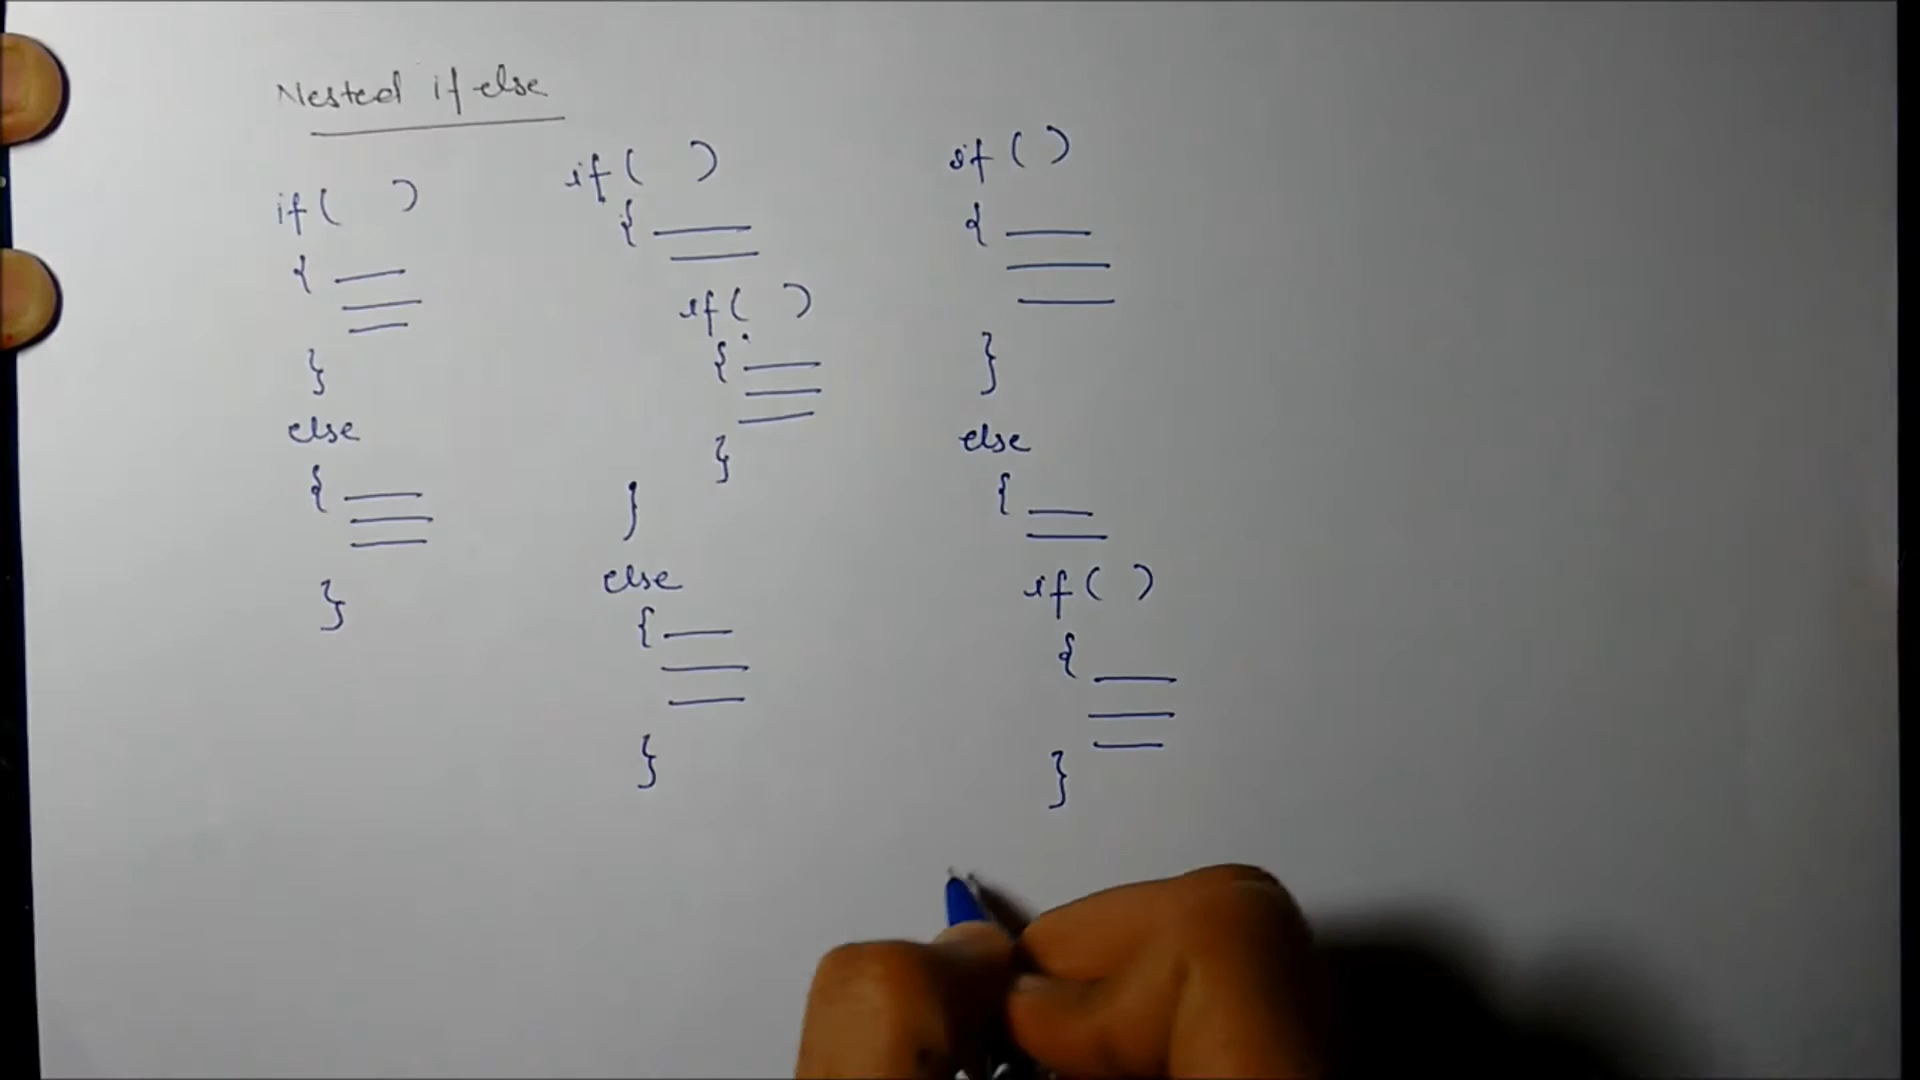 Nested if else
if( )
{
}
else
{
}
if( )
{
if( )
{
}
}
else
{
}
if( )
{
}
else
{
if( )
{
}